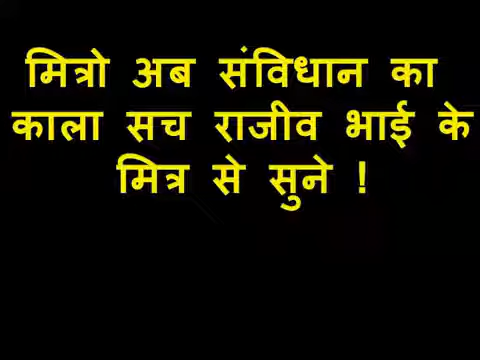 मित्रो अब संविधान का
काला सच राजीव भाई के
मित्र से सुने !